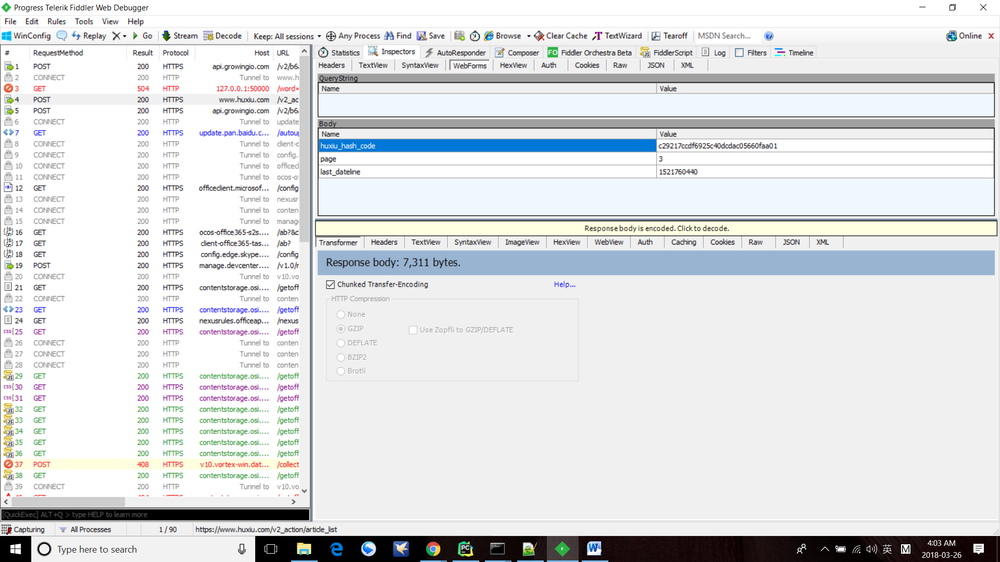 Progress Telerik Fiddler Web Debugger
File Edit Rules Tools View Help
WinConfig Replay Go Stream Decode Keep: All sessions Any Process Find Save Browse Clear Cache TextWizard Tearoff MSDN Search... Online
# RequestMethod Result Protocol Host URL
1 POST 200 HTTPS api.growingio.com /v2/b6
2 CONNECT 200 HTTP Tunnel to www.h
3 GET 504 HTTP 127.0.0.1:50000 /word=
4 POST 200 HTTPS www.huxiu.com /v2_ac
5 POST 200 HTTPS api.growingio.com /v2/b6
6 CONNECT 200 HTTP Tunnel to update
7 GET 200 HTTPS update.pan.baidu.c... /autou
8 CONNECT 200 HTTP Tunnel to client-c
9 CONNECT 200 HTTP Tunnel to config.
10 CONNECT 200 HTTP Tunnel to officecl
11 CONNECT 200 HTTP Tunnel to ocos-o
12 GET 200 HTTPS officeclient.microsof... /config
13 CONNECT 200 HTTP Tunnel to nexusr
14 CONNECT 200 HTTP Tunnel to conten
15 CONNECT 200 HTTP Tunnel to manag
16 GET 200 HTTPS ocos-office365-s2s.... /ab?&c
17 GET 200 HTTPS client-office365-tas... /ab?
18 GET 200 HTTPS config.edge.skype.... /config
19 POST 200 HTTPS manage.devcenter.... /v1.0/r
20 CONNECT 200 HTTP Tunnel to v10.vo
21 GET 200 HTTPS contentstorage.osi.... /getoff
22 CONNECT 200 HTTP Tunnel to conten
23 GET 200 HTTPS contentstorage.osi.... /getoff
24 GET 200 HTTPS nexusrules.officeap... /nexus
25 GET 200 HTTPS contentstorage.osi.... /getoff
26 CONNECT 200 HTTP Tunnel to conten
27 CONNECT 200 HTTP Tunnel to conten
28 CONNECT 200 HTTP Tunnel to conten
29 GET 200 HTTPS contentstorage.osi.... /getoff
30 GET 200 HTTPS contentstorage.osi.... /getoff
31 GET 200 HTTPS contentstorage.osi.... /getoff
32 GET 200 HTTPS contentstorage.osi.... /getoff
33 GET 200 HTTPS contentstorage.osi.... /getoff
34 GET 200 HTTPS contentstorage.osi.... /getoff
35 GET 200 HTTPS contentstorage.osi.... /getoff
36 GET 200 HTTPS contentstorage.osi.... /getoff
37 POST 408 HTTPS v10.vortex-win.dat... /collect
38 GET 200 HTTPS contentstorage.osi.... /getoff
39 CONNECT 200 HTTP Tunnel to v10.vo
[QuickExec] ALT+Q > type HELP to learn more
Capturing All Processes 1 / 90 https://www.huxiu.com/v2_action/article_list
Statistics Inspectors AutoResponder Composer FO Fiddler Orchestra Beta FiddlerScript Log Filters Timeline
Headers TextView SyntaxView WebForms HexView Auth Cookies Raw JSON XML
QueryString
Name Value
Body
Name Value
huxiu_hash_code c29217ccdf6925c40dcdac05660faa01
page 3
last_dateline 1521760440
Response body is encoded. Click to decode.
Transformer Headers TextView SyntaxView ImageView HexView WebView Auth Caching Cookies Raw JSON XML
Response body: 7,311 bytes.
Chunked Transfer-Encoding Help...
HTTP Compression
None
GZIP Use Zopfli to GZIP/DEFLATE
DEFLATE
BZIP2
Brotli
Type here to search
英 M
4:03 AM
2018-03-26